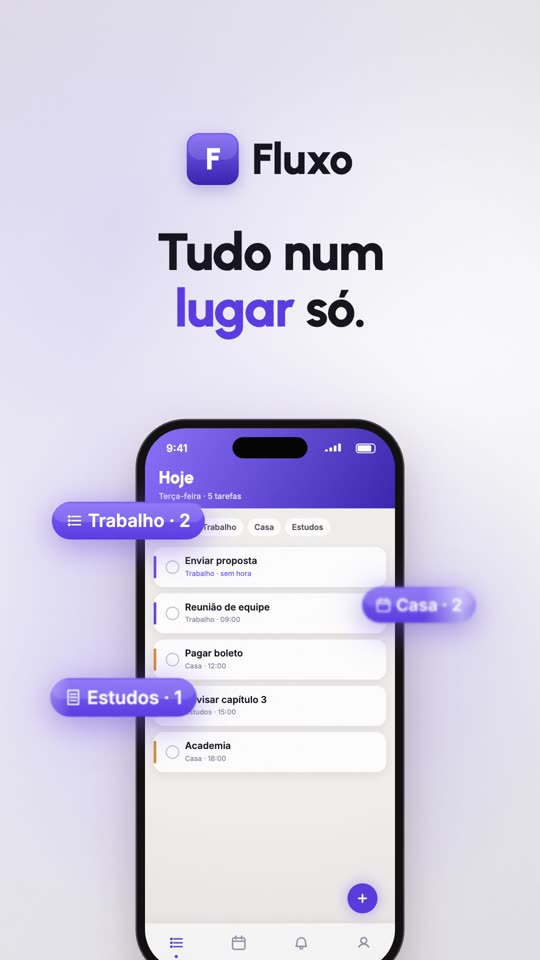 F Fluxo
Tudo num
lugar só.
9:41
Hoje
Terça-feira · 5 tarefas
Trabalho · 2
Trabalho
Casa
Estudos
Enviar proposta
Trabalho · sem hora
Reunião de equipe
Trabalho · 09:00
Casa · 2
Pagar boleto
Casa · 12:00
Estudos · 1
visar capítulo 3
studos · 15:00
Academia
Casa · 18:00